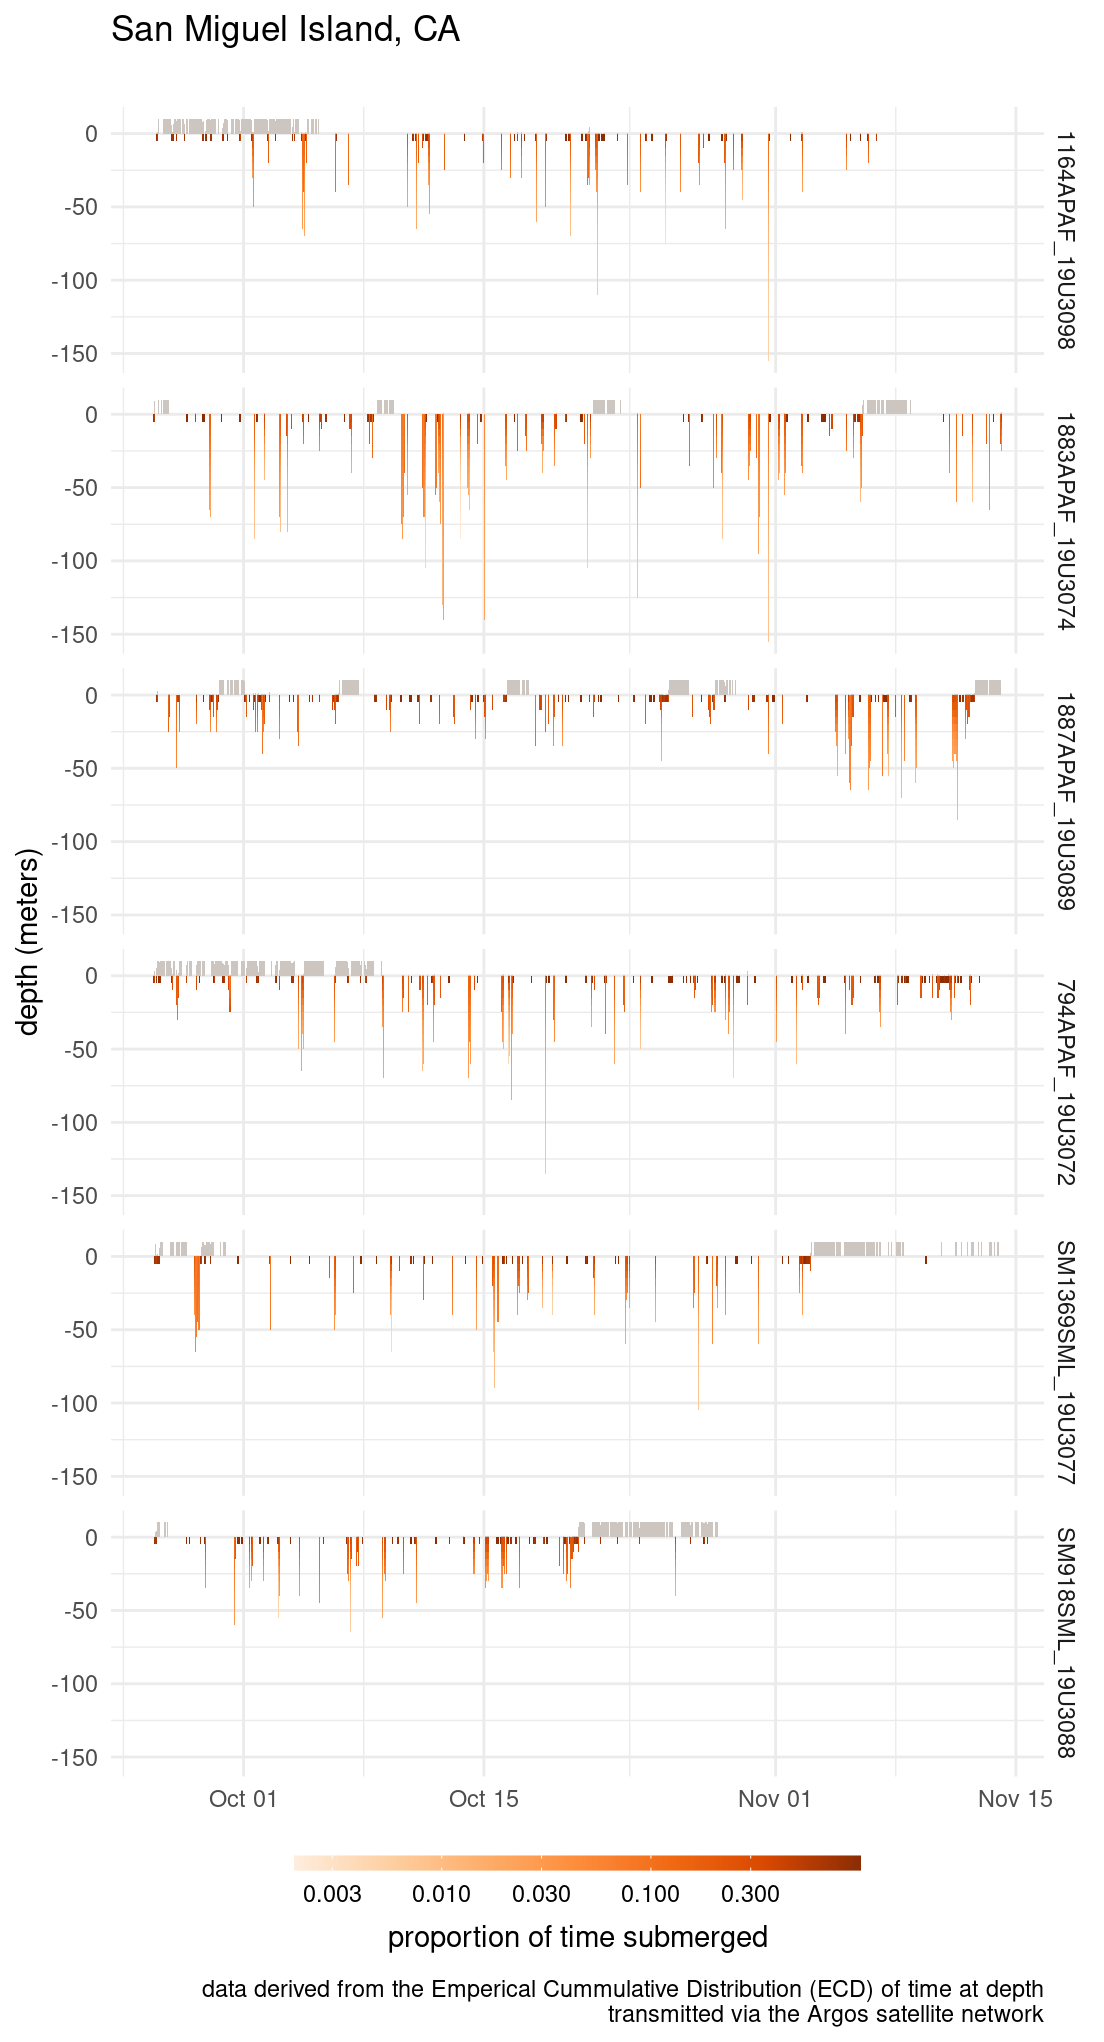 San Miguel Island, CA
0
-50
-100
-150
1164APAF_19U3098
0
-50
-100
-150
1883APAF_19U3074
0
-50
-100
-150
1887APAF_19U3089
depth (meters)
0
-50
-100
-150
794APAF_19U3072
0
-50
-100
-150
SM1369SML_19U3077
0
-50
-100
-150
SM918SML_19U3088
Oct 01 Oct 15 Nov 01 Nov 15
0.003 0.010 0.030 0.100 0.300
proportion of time submerged
data derived from the Emperical Cummulative Distribution (ECD) of time at depth
transmitted via the Argos satellite network